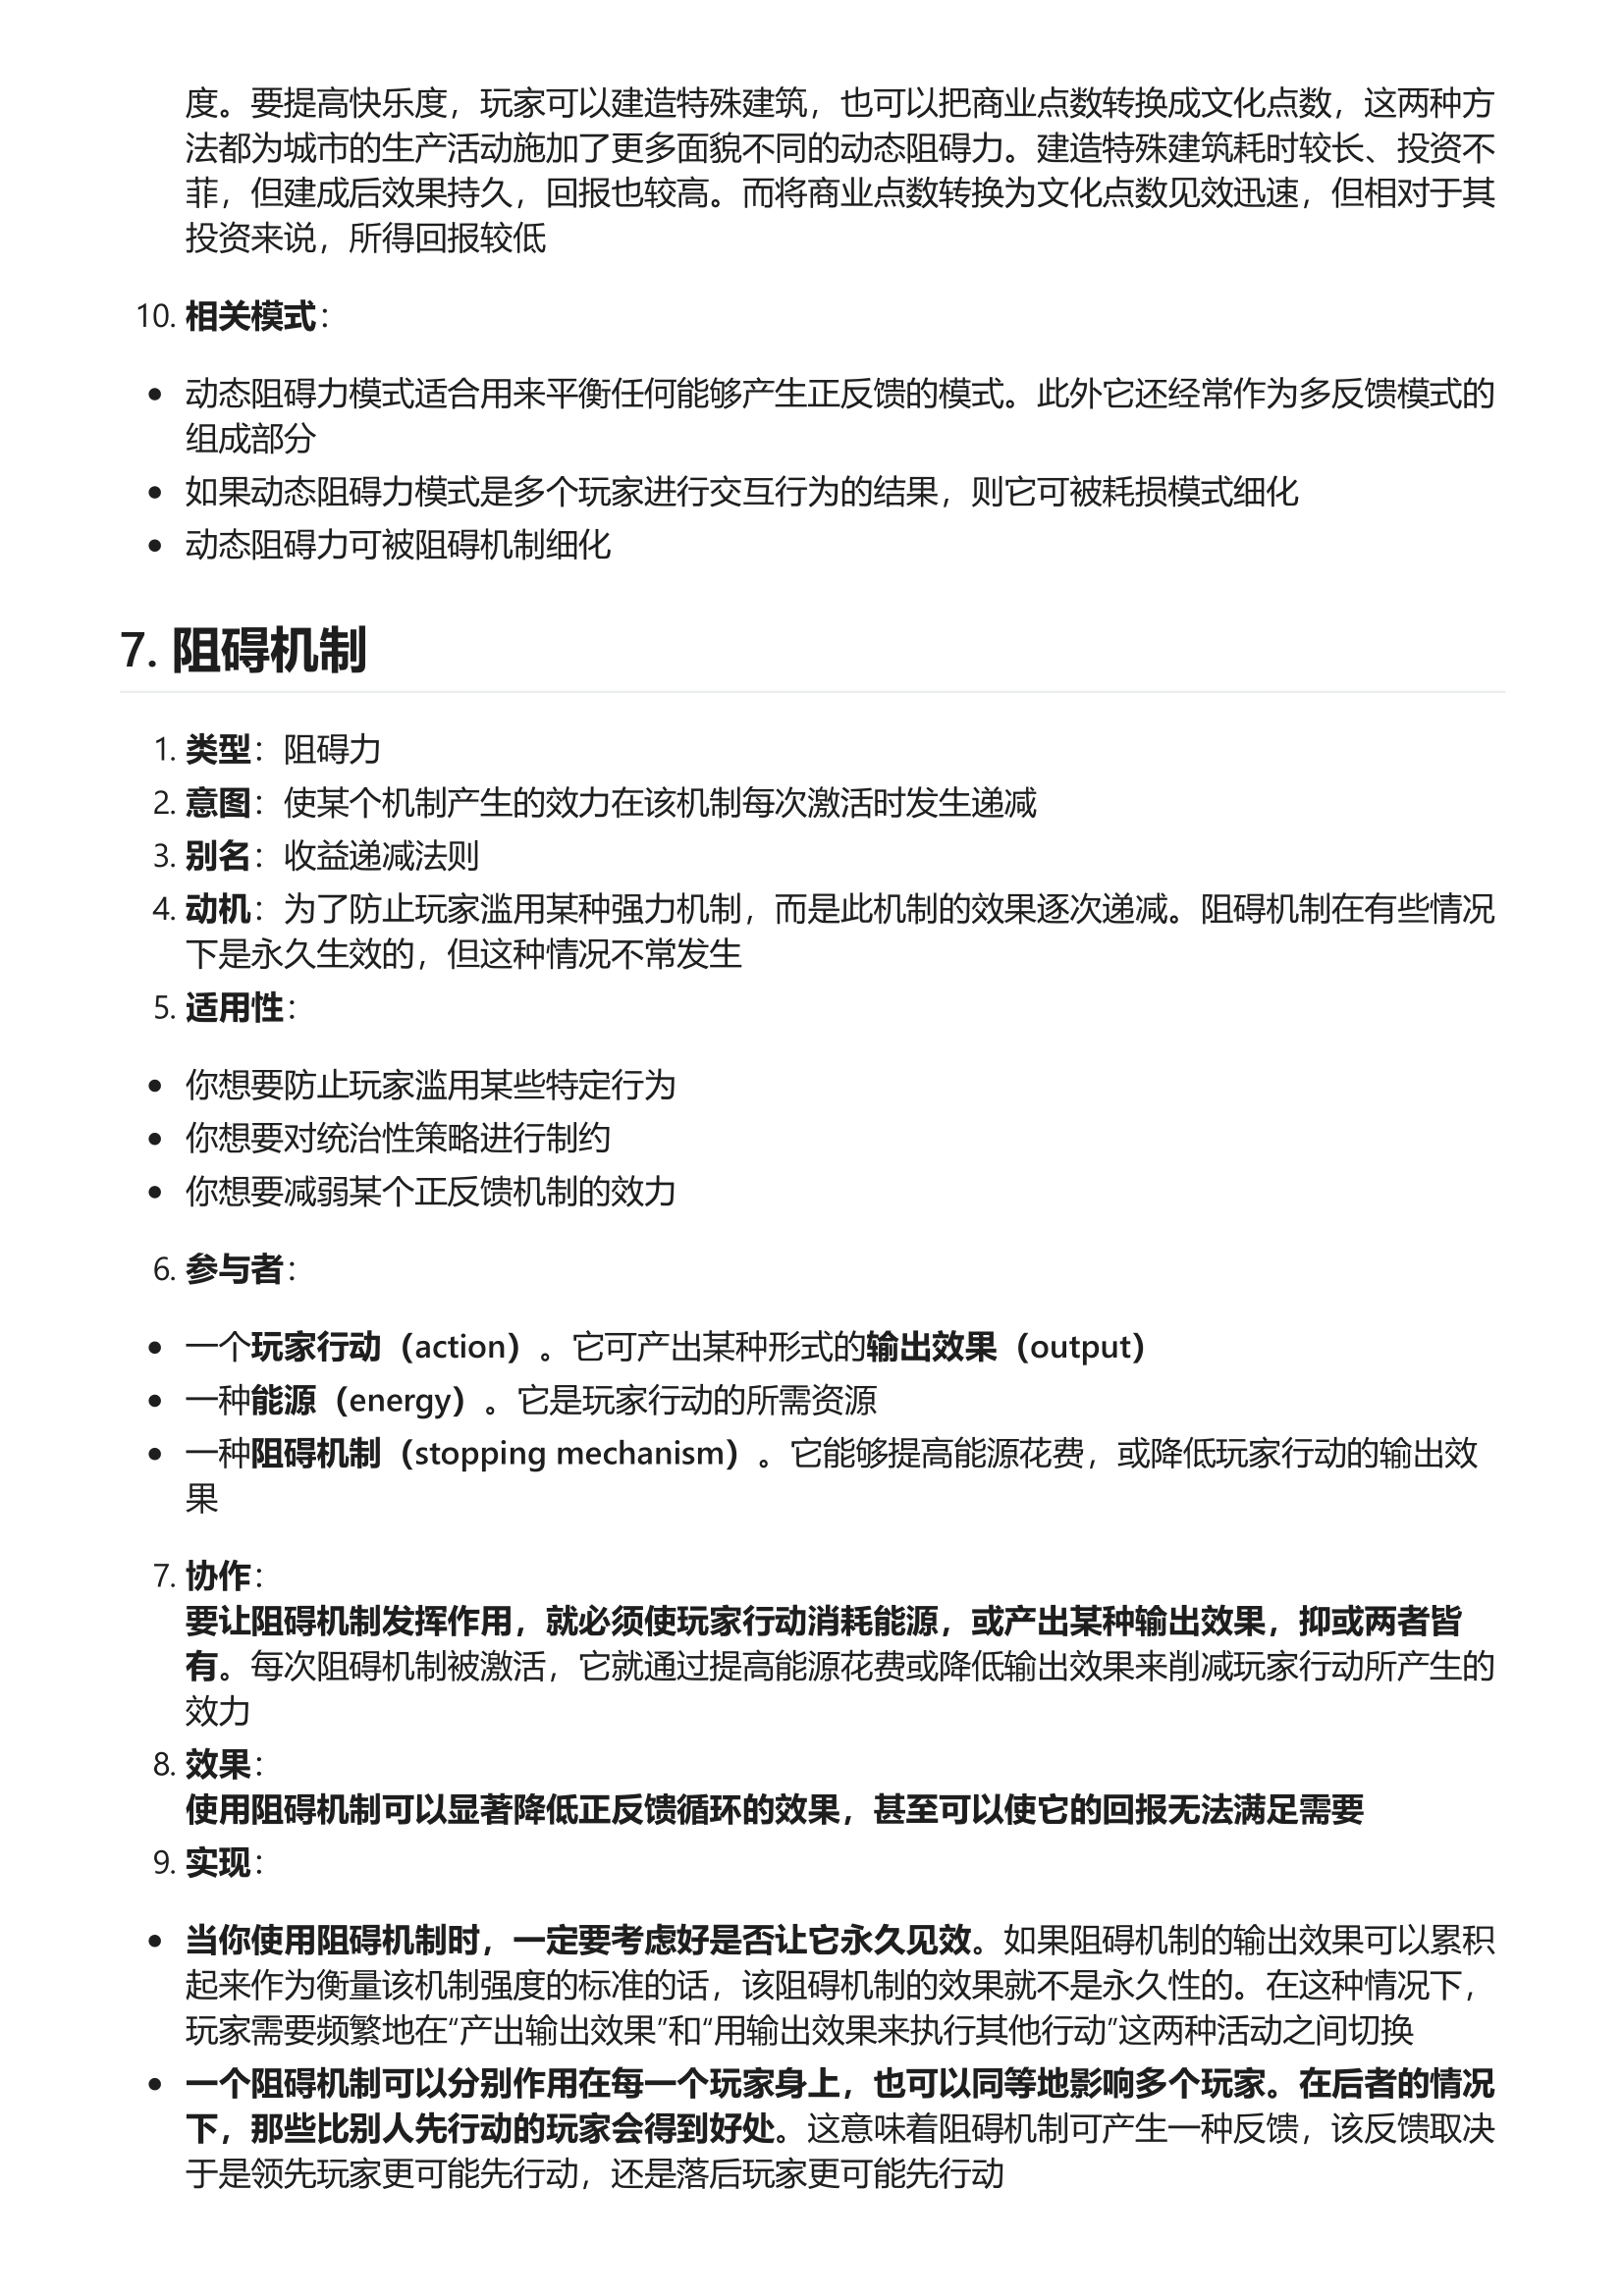 度。要提高快乐度，玩家可以建造特殊建筑，也可以把商业点数转换成文化点数，这两种方
法都为城市的生产活动施加了更多面貌不同的动态阻碍力。建造特殊建筑耗时较长、投资不
菲，但建成后效果持久，回报也较高。而将商业点数转换为文化点数见效迅速，但相对于其
投资来说，所得回报较低
10. 相关模式：
• 动态阻碍力模式适合用来平衡任何能够产生正反馈的模式。此外它还经常作为多反馈模式的
组成部分
• 如果动态阻碍力模式是多个玩家进行交互行为的结果，则它可被耗损模式细化
• 动态阻碍力可被阻碍机制细化
7. 阻碍机制
1. 类型：阻碍力
2. 意图：使某个机制产生的效力在该机制每次激活时发生递减
3. 别名：收益递减法则
4. 动机：为了防止玩家滥用某种强力机制，而是此机制的效果逐次递减。阻碍机制在有些情况
下是永久生效的，但这种情况不常发生
5. 适用性：
• 你想要防止玩家滥用某些特定行为
• 你想要对统治性策略进行制约
• 你想要减弱某个正反馈机制的效力
6. 参与者：
• 一个玩家行动（action）。它可产出某种形式的输出效果（output）
• 一种能源（energy）。它是玩家行动的所需资源
• 一种阻碍机制（stopping mechanism）。它能够提高能源花费，或降低玩家行动的输出效
果
7. 协作：
要让阻碍机制发挥作用，就必须使玩家行动消耗能源，或产出某种输出效果，抑或两者皆
有。每次阻碍机制被激活，它就通过提高能源花费或降低输出效果来削减玩家行动所产生的
效力
8. 效果：
使用阻碍机制可以显著降低正反馈循环的效果，甚至可以使它的回报无法满足需要
9. 实现：
• 当你使用阻碍机制时，一定要考虑好是否让它永久见效。如果阻碍机制的输出效果可以累积
起来作为衡量该机制强度的标准的话，该阻碍机制的效果就不是永久性的。在这种情况下，
玩家需要频繁地在“产出输出效果”和“用输出效果来执行其他行动”这两种活动之间切换
• 一个阻碍机制可以分别作用在每一个玩家身上，也可以同等地影响多个玩家。在后者的情况
下，那些比别人先行动的玩家会得到好处。这意味着阻碍机制可产生一种反馈，该反馈取决
于是领先玩家更可能先行动，还是落后玩家更可能先行动